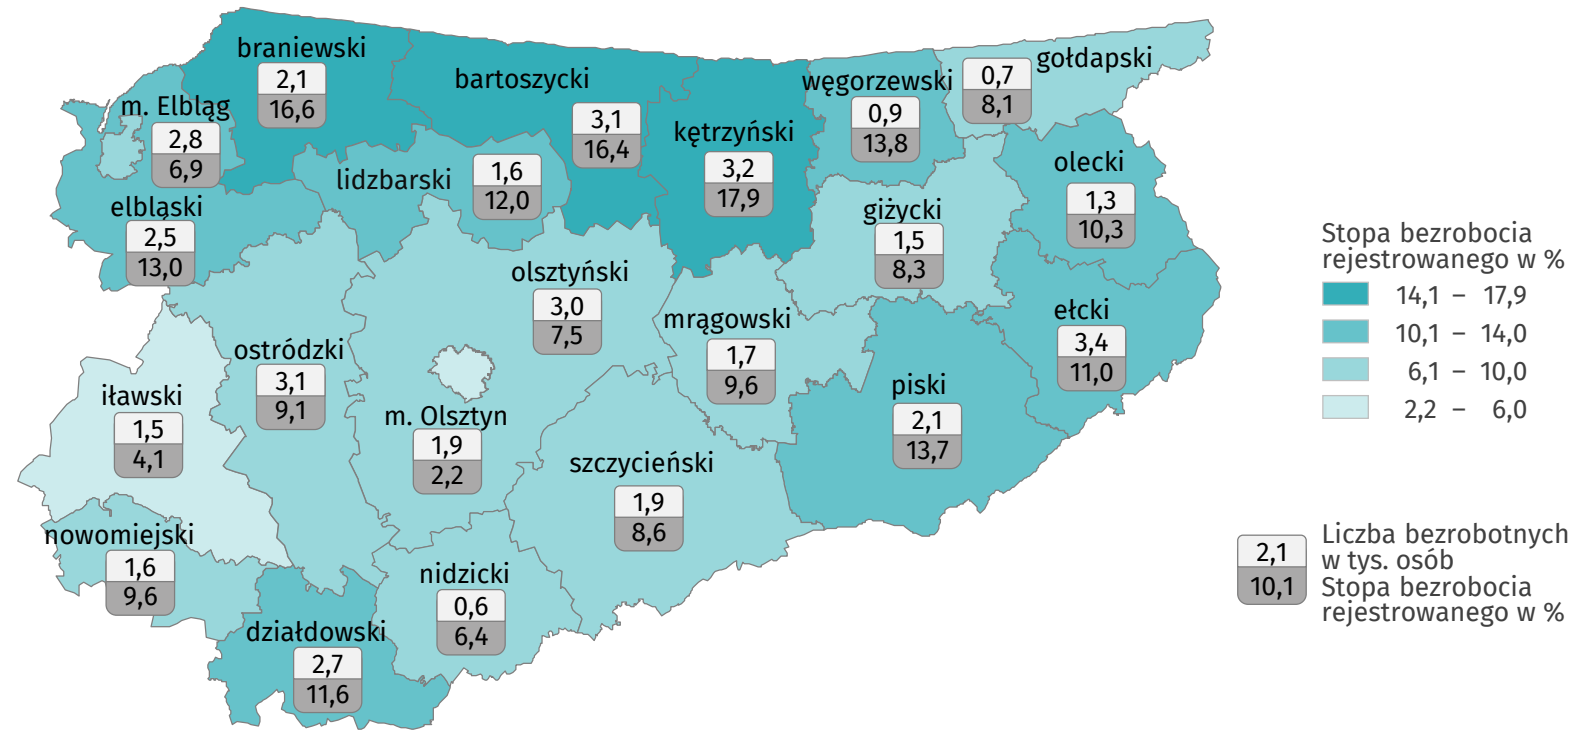 braniewski
2,1
16,6
bartoszycki
3,1
16,4
węgorzewski
0,9
13,8
gołdapski
0,7
8,1
m. Elbląg
2,8
6,9
kętrzyński
3,2
17,9
olecki
1,3
10,3
lidzbarski
1,6
12,0
elbląski
2,5
13,0
giżycki
1,5
8,3
olsztyński
3,0
7,5
mrągowski
1,7
9,6
ełcki
3,4
11,0
ostródzki
3,1
9,1
iławski
1,5
4,1
m. Olsztyn
1,9
2,2
piski
2,1
13,7
szczycieński
1,9
8,6
nowomiejski
1,6
9,6
nidzicki
0,6
6,4
działdowski
2,7
11,6
Stopa bezrobocia
rejestrowanego w %
14,1 – 17,9
10,1 – 14,0
6,1 – 10,0
2,2 – 6,0
2,1
10,1
Liczba bezrobotnych
w tys. osób
Stopa bezrobocia
rejestrowanego w %